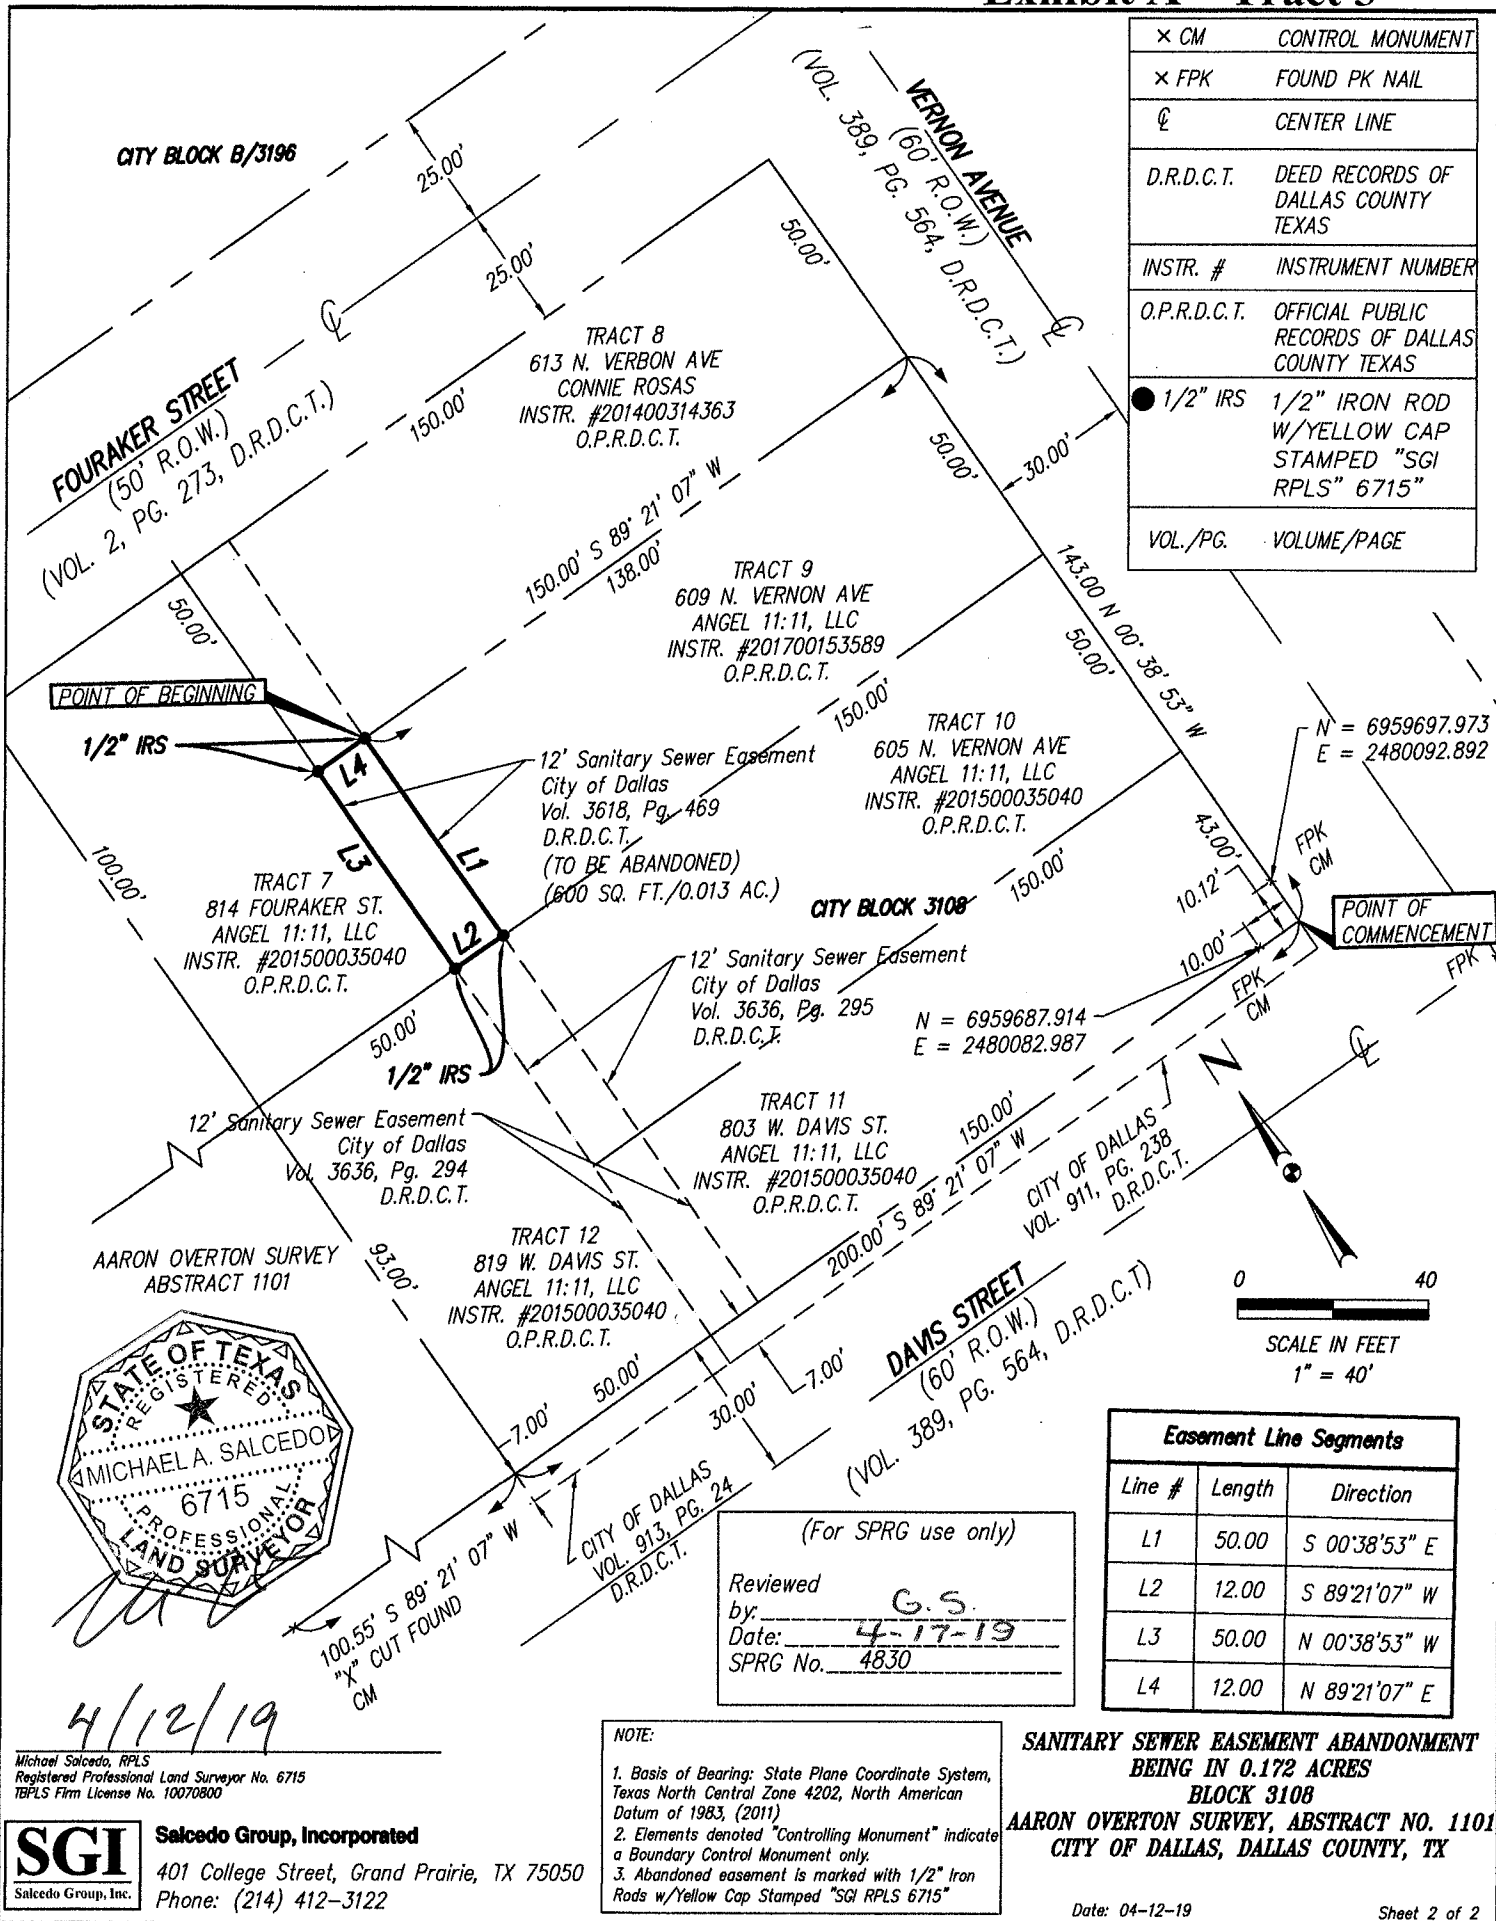 Exhibit A - Tract 3
× CM CONTROL MONUMENT
× FPK FOUND PK NAIL
℄ CENTER LINE
D.R.D.C.T. DEED RECORDS OF
DALLAS COUNTY
TEXAS
INSTR. # INSTRUMENT NUMBER
O.P.R.D.C.T. OFFICIAL PUBLIC
RECORDS OF DALLAS
COUNTY TEXAS
1/2" IRS 1/2" IRON ROD
W/YELLOW CAP
STAMPED "SGI
RPLS" 6715"
VOL./PG. VOLUME/PAGE
CITY BLOCK B/3196
25.00'
25.00'
VERNON AVENUE
(60' R.O.W.)
(VOL. 389, PG. 564, D.R.D.C.T.)
℄
FOURAKER STREET
(50' R.O.W.)
(VOL. 2, PG. 273, D.R.D.C.T.)
℄
150.00'
50.00'
TRACT 8
613 N. VERBON AVE
CONNIE ROSAS
INSTR. #201400314363
O.P.R.D.C.T.
50.00'
30.00'
150.00' S 89° 21' 07" W
138.00'
50.00'
TRACT 9
609 N. VERNON AVE
ANGEL 11:11, LLC
INSTR. #201700153589
O.P.R.D.C.T.
143.00 N 00° 38' 53" W
50.00'
150.00'
POINT OF BEGINNING
1/2" IRS
L4
L1
L3
L2
12' Sanitary Sewer Easement
City of Dallas
Vol. 3618, Pg. 469
D.R.D.C.T.
(TO BE ABANDONED)
(600 SQ. FT./0.013 AC.)
TRACT 10
605 N. VERNON AVE
ANGEL 11:11, LLC
INSTR. #201500035040
O.P.R.D.C.T.
N = 6959697.973
E = 2480092.892
43.00'
FPK
CM
10.12'
10.00'
150.00'
POINT OF
COMMENCEMENT
FPK
FPK
CM
100.00'
TRACT 7
814 FOURAKER ST.
ANGEL 11:11, LLC
INSTR. #201500035040
O.P.R.D.C.T.
CITY BLOCK 3108
12' Sanitary Sewer Easement
City of Dallas
Vol. 3636, Pg. 295
D.R.D.C.T.
N = 6959687.914
E = 2480082.987
50.00'
1/2" IRS
N
℄
12' Sanitary Sewer Easement
City of Dallas
Vol. 3636, Pg. 294
D.R.D.C.T.
TRACT 11
803 W. DAVIS ST.
ANGEL 11:11, LLC
INSTR. #201500035040
O.P.R.D.C.T.
150.00'
200.00' S 89° 21' 07" W
CITY OF DALLAS
VOL. 911, PG. 238
D.R.D.C.T.
AARON OVERTON SURVEY
ABSTRACT 1101
93.00'
TRACT 12
819 W. DAVIS ST.
ANGEL 11:11, LLC
INSTR. #201500035040
O.P.R.D.C.T.
DAVIS STREET
(60' R.O.W.)
(VOL. 389, PG. 564, D.R.D.C.T)
0 40
SCALE IN FEET
1" = 40'
50.00'
7.00'
30.00'
7.00'
STATE OF TEXAS
REGISTERED
MICHAEL A. SALCEDO
6715
PROFESSIONAL
LAND SURVEYOR
CITY OF DALLAS
VOL. 913, PG. 24
D.R.D.C.T.
100.55' S 89° 21' 07" W
"X" CUT FOUND
CM
(For SPRG use only)
Reviewed
by: G.S.
Date: 4-17-19
SPRG No. 4830
Easement Line Segments
Line # Length Direction
L1 50.00 S 00°38'53" E
L2 12.00 S 89°21'07" W
L3 50.00 N 00°38'53" W
L4 12.00 N 89°21'07" E
4/12/19
Michael Salcedo, RPLS
Registered Professional Land Surveyor No. 6715
TBPLS Firm License No. 10070800
SGI
Salcedo Group, Inc.
Salcedo Group, Incorporated
401 College Street, Grand Prairie, TX 75050
Phone: (214) 412-3122
NOTE:
1. Basis of Bearing: State Plane Coordinate System,
Texas North Central Zone 4202, North American
Datum of 1983, (2011)
2. Elements denoted "Controlling Monument" indicate
a Boundary Control Monument only.
3. Abandoned easement is marked with 1/2" Iron
Rods w/Yellow Cap Stamped "SGI RPLS 6715"
SANITARY SEWER EASEMENT ABANDONMENT
BEING IN 0.172 ACRES
BLOCK 3108
AARON OVERTON SURVEY, ABSTRACT NO. 1101
CITY OF DALLAS, DALLAS COUNTY, TX
Date: 04-12-19 Sheet 2 of 2